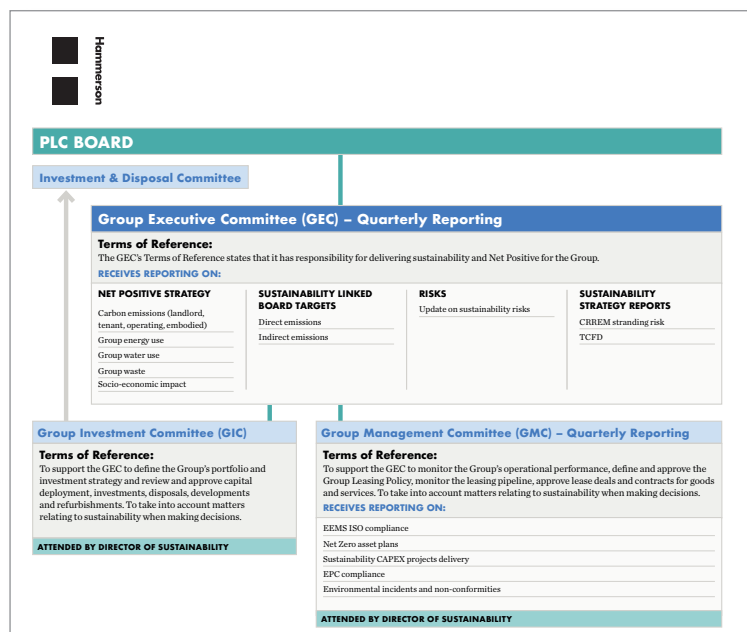 Hammerson
PLC BOARD
Investment & Disposal Committee
Group Executive Committee (GEC) – Quarterly Reporting
Terms of Reference:
The GEC's Terms of Reference states that it has responsibility for delivering sustainability and Net Positive for the Group.
RECEIVES REPORTING ON:
NET POSITIVE STRATEGY
Carbon emissions (landlord,
tenant, operating, embodied)
Group energy use
Group water use
Group waste
Socio-economic impact
SUSTAINABILITY LINKED
BOARD TARGETS
Direct emissions
Indirect emissions
RISKS
Update on sustainability risks
SUSTAINABILITY
STRATEGY REPORTS
CRREM stranding risk
TCFD
Group Investment Committee (GIC)
Terms of Reference:
To support the GEC to define the Group's portfolio and
investment strategy and review and approve capital
deployment, investments, disposals, developments
and refurbishments. To take into account matters
relating to sustainability when making decisions.
ATTENDED BY DIRECTOR OF SUSTAINABILITY
Group Management Committee (GMC) – Quarterly Reporting
Terms of Reference:
To support the GEC to monitor the Group's operational performance, define and approve the
Group Leasing Policy, monitor the leasing pipeline, approve lease deals and contracts for goods
and services. To take into account matters relating to sustainability when making decisions.
RECEIVES REPORTING ON:
EEMS ISO compliance
Net Zero asset plans
Sustainability CAPEX projects delivery
EPC compliance
Environmental incidents and non-conformities
ATTENDED BY DIRECTOR OF SUSTAINABILITY